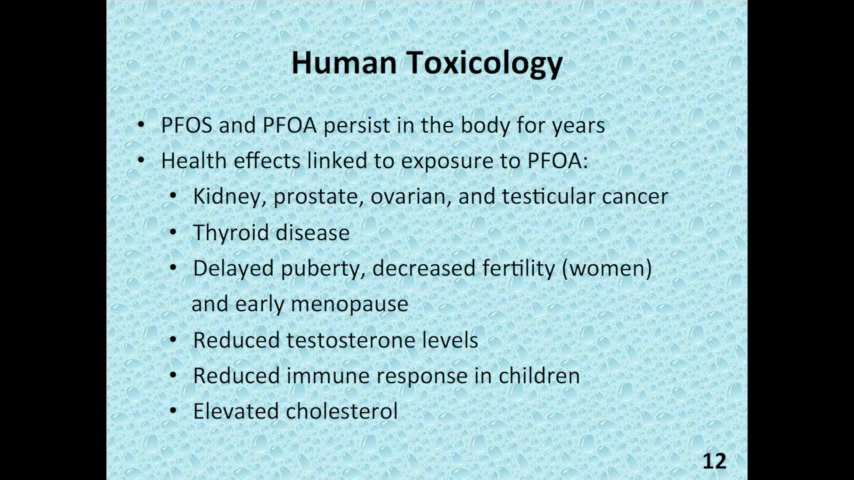 Human Toxicology
• PFOS and PFOA persist in the body for years
• Health effects linked to exposure to PFOA:
• Kidney, prostate, ovarian, and testicular cancer
• Thyroid disease
• Delayed puberty, decreased fertility (women)
and early menopause
• Reduced testosterone levels
• Reduced immune response in children
• Elevated cholesterol
12